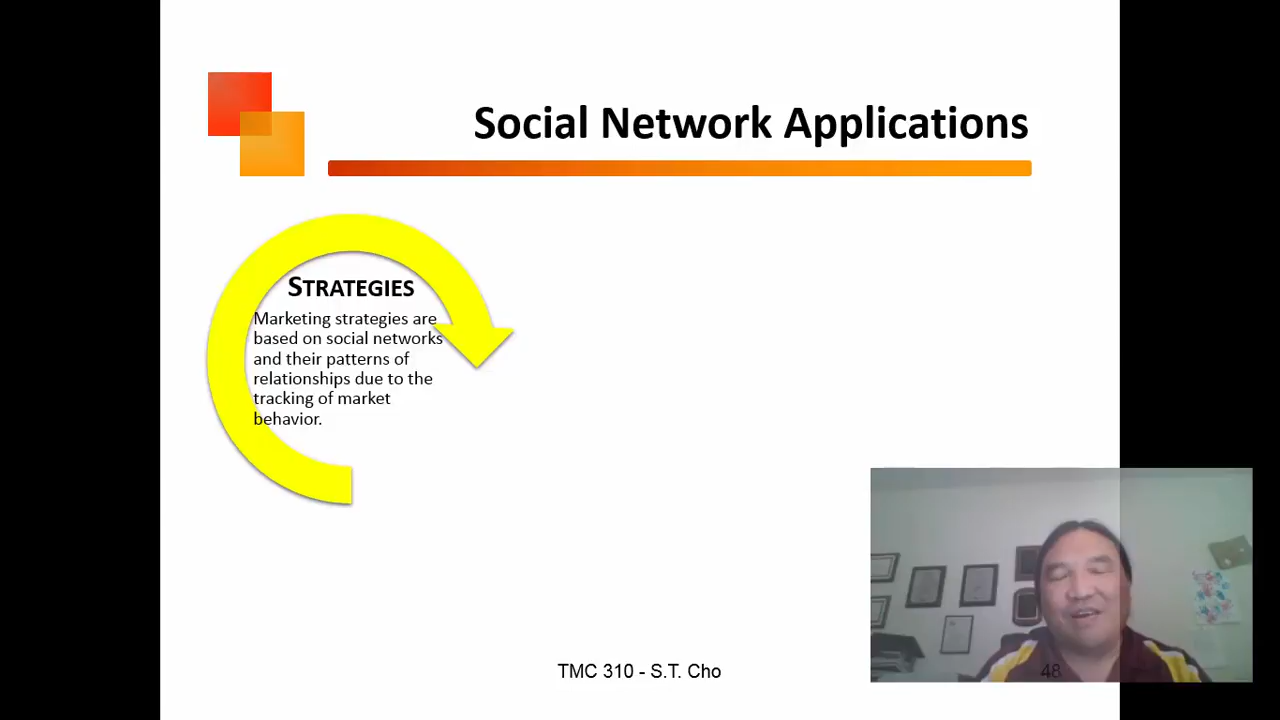 Social Network Applications
STRATEGIES
Marketing strategies are
based on social networks
and their patterns of
relationships due to the
tracking of market
behavior.
TMC 310 - S.T. Cho
48